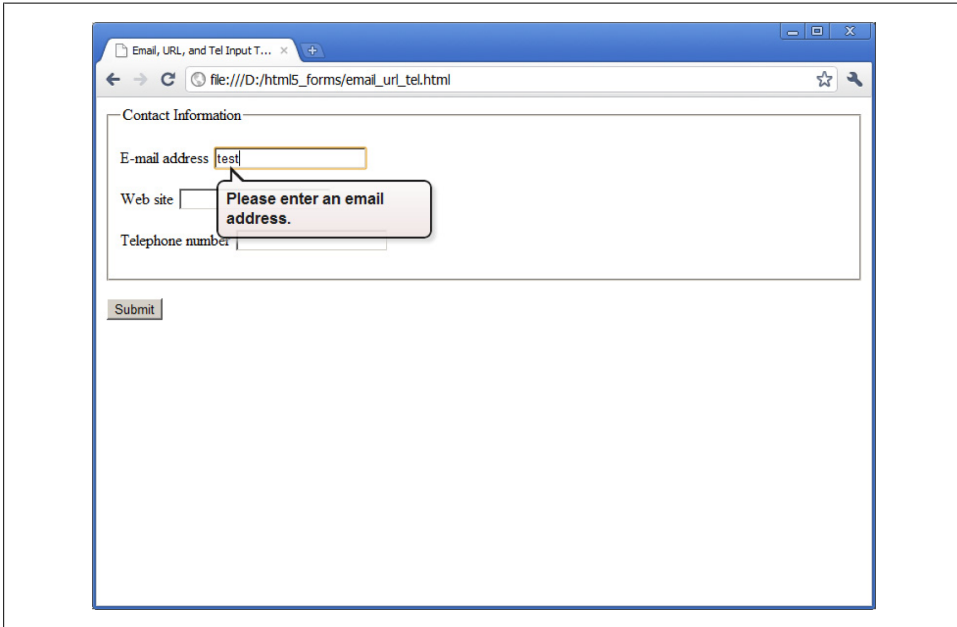 Email, URL, and Tel Input T...
file:///D:/html5_forms/email_url_tel.html
Contact Information
E-mail address test
Please enter an email
address.
Web site
Telephone number
Submit